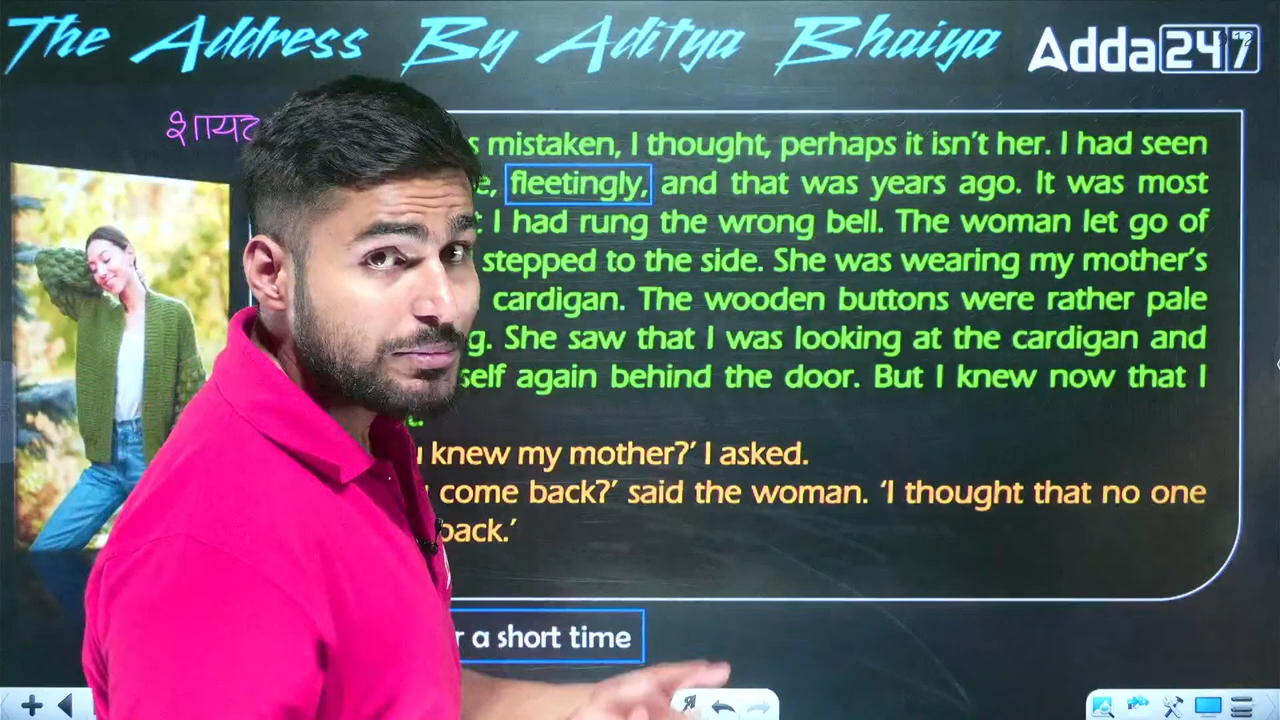 The Address By Aditya Bhaiya
Adda247
mistaken, I thought, perhaps it isn't her. I had seen
fleetingly, and that was years ago. It was most
I had rung the wrong bell. The woman let go of
stepped to the side. She was wearing my mother's
cardigan. The wooden buttons were rather pale
She saw that I was looking at the cardigan and
self again behind the door. But I knew now that I
knew my mother?' I asked.
come back?' said the woman. 'I thought that no one
back.'
a short time